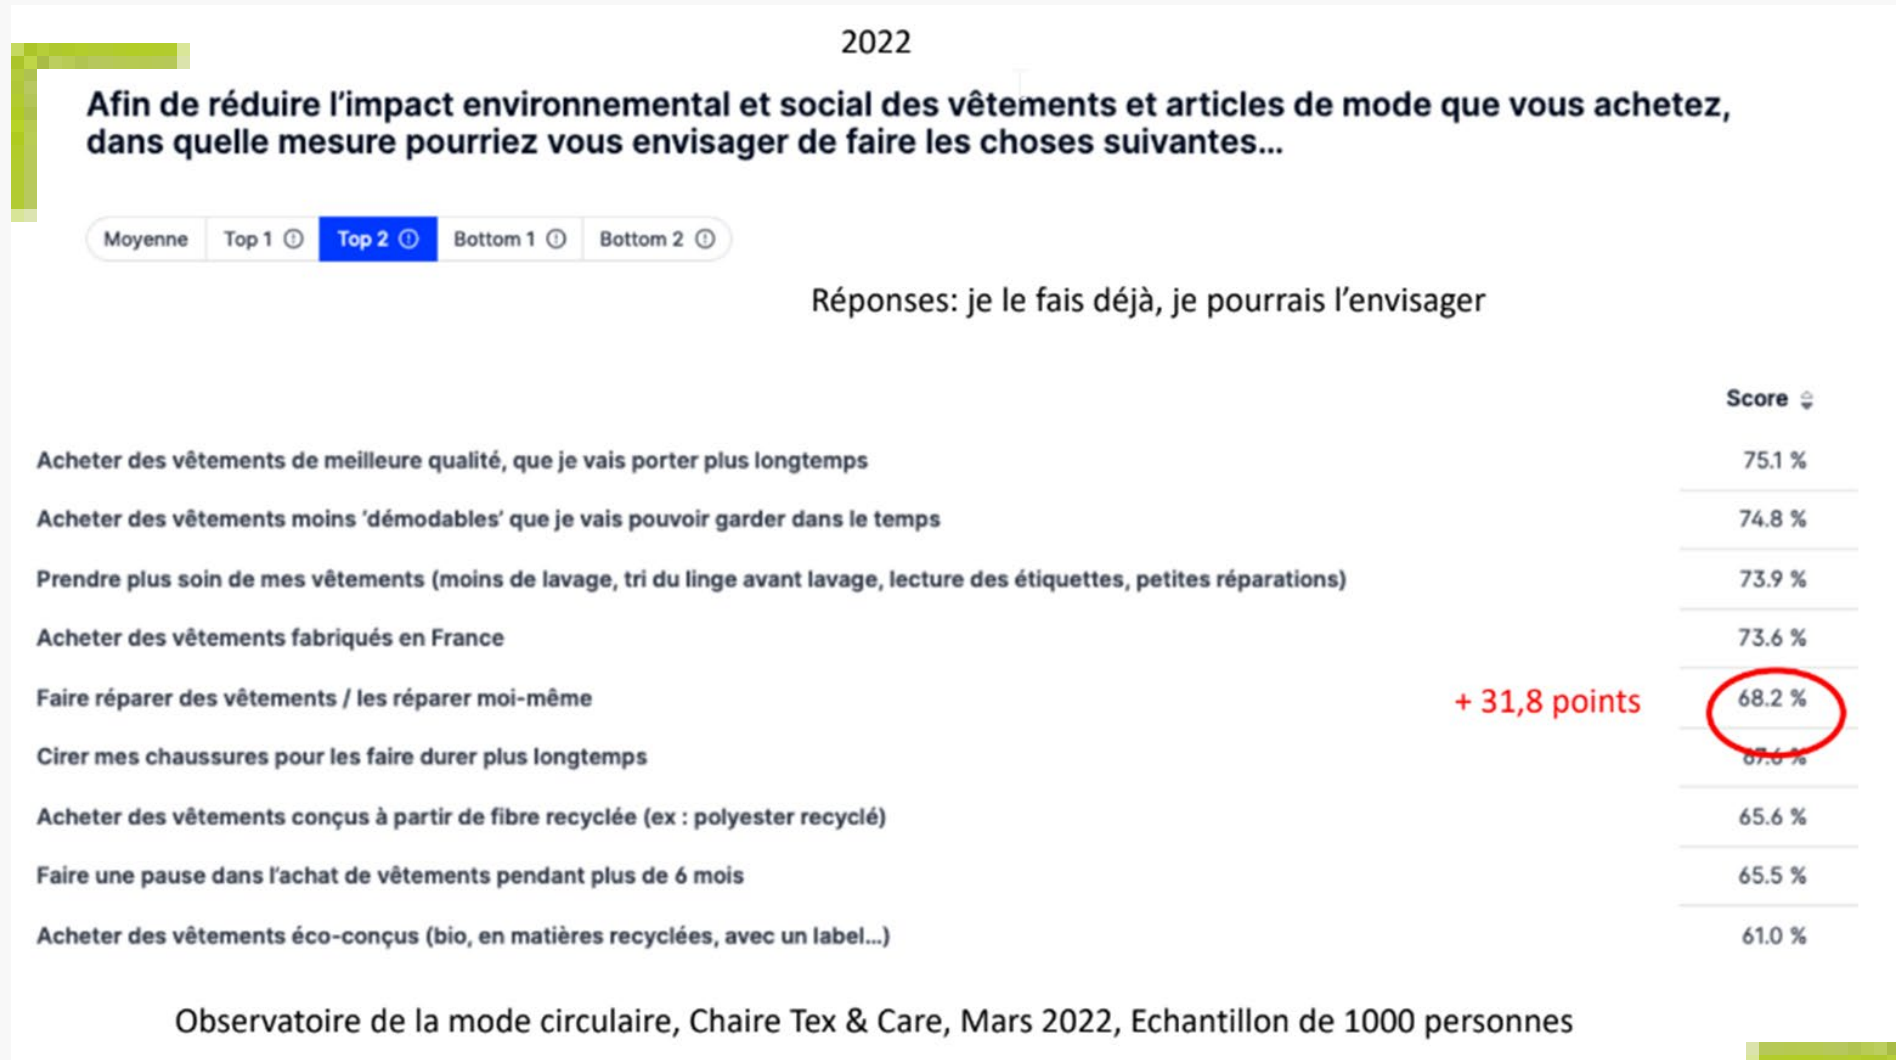 2022
Afin de réduire l'impact environnemental et social des vêtements et articles de mode que vous achetez,
dans quelle mesure pourriez vous envisager de faire les choses suivantes...
Moyenne Top 1 Top 2 Bottom 1 Bottom 2
Réponses: je le fais déjà, je pourrais l'envisager
Score
Acheter des vêtements de meilleure qualité, que je vais porter plus longtemps 75.1 %
Acheter des vêtements moins 'démodables' que je vais pouvoir garder dans le temps 74.8 %
Prendre plus soin de mes vêtements (moins de lavage, tri du linge avant lavage, lecture des étiquettes, petites réparations) 73.9 %
Acheter des vêtements fabriqués en France 73.6 %
Faire réparer des vêtements / les réparer moi-même + 31,8 points 68.2 %
Cirer mes chaussures pour les faire durer plus longtemps 67.6 %
Acheter des vêtements conçus à partir de fibre recyclée (ex : polyester recyclé) 65.6 %
Faire une pause dans l'achat de vêtements pendant plus de 6 mois 65.5 %
Acheter des vêtements éco-conçus (bio, en matières recyclées, avec un label...) 61.0 %
Observatoire de la mode circulaire, Chaire Tex & Care, Mars 2022, Echantillon de 1000 personnes